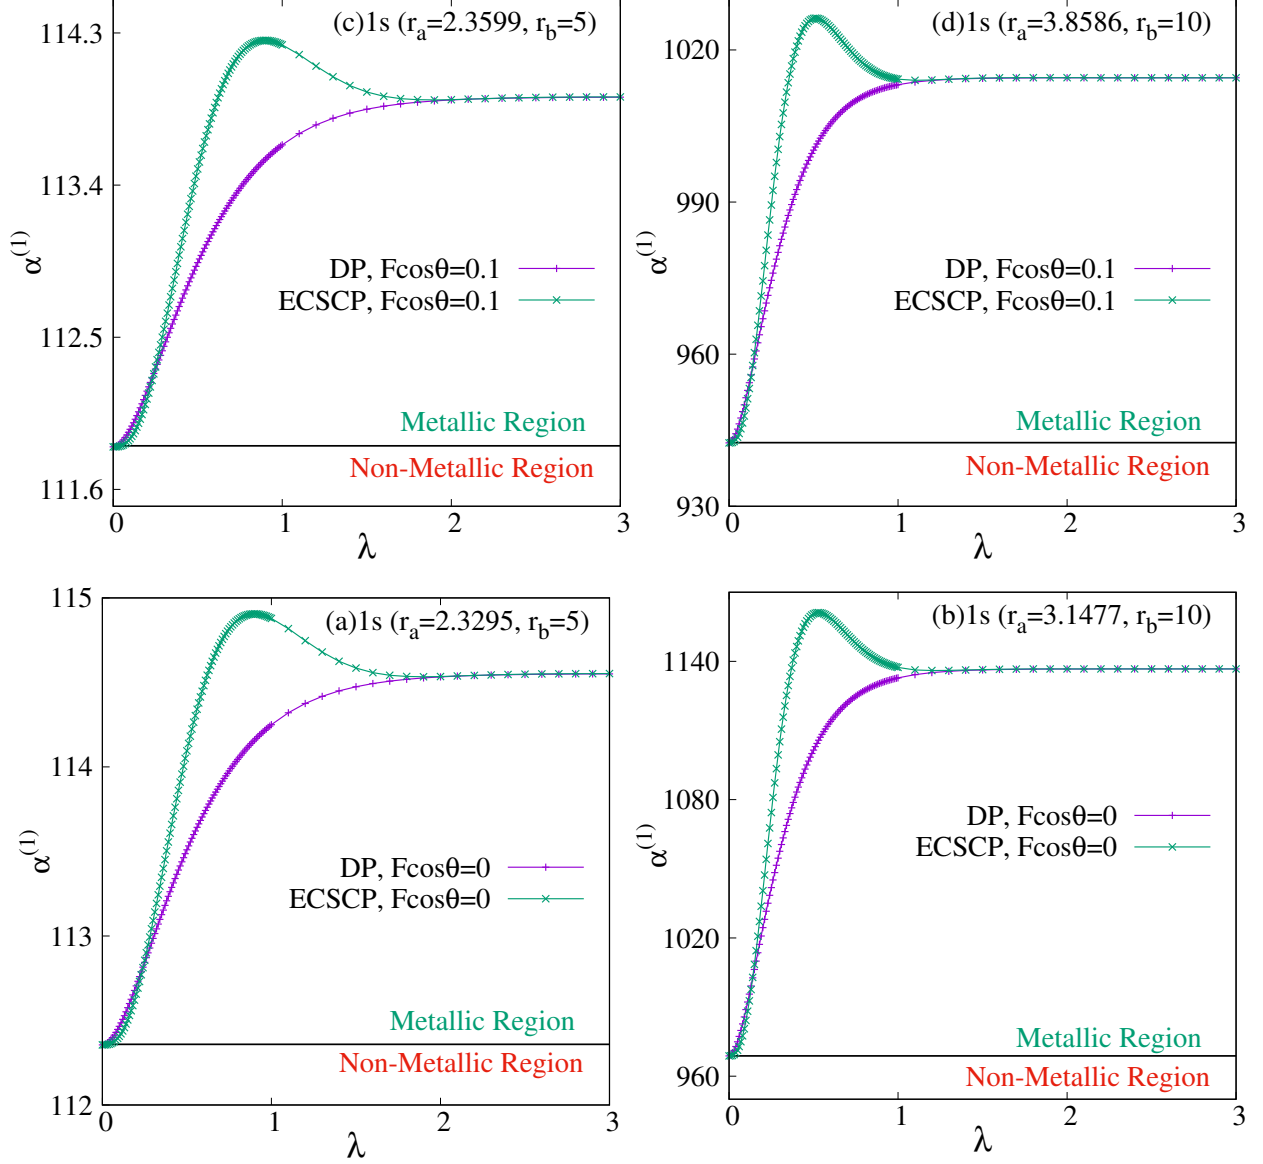 (c)1s (ra=2.3599, rb=5)
114.3
113.4
112.5
111.6
α(1)
DP, Fcosθ=0.1
ECSCP, Fcosθ=0.1
Metallic Region
Non-Metallic Region
0 1 2 3
λ
(d)1s (ra=3.8586, rb=10)
1020
990
960
930
α(1)
DP, Fcosθ=0.1
ECSCP, Fcosθ=0.1
Metallic Region
Non-Metallic Region
0 1 2 3
λ
(a)1s (ra=2.3295, rb=5)
115
114
113
112
α(1)
DP, Fcosθ=0
ECSCP, Fcosθ=0
Metallic Region
Non-Metallic Region
0 1 2 3
λ
(b)1s (ra=3.1477, rb=10)
1140
1080
1020
960
α(1)
DP, Fcosθ=0
ECSCP, Fcosθ=0
Metallic Region
Non-Metallic Region
0 1 2 3
λ